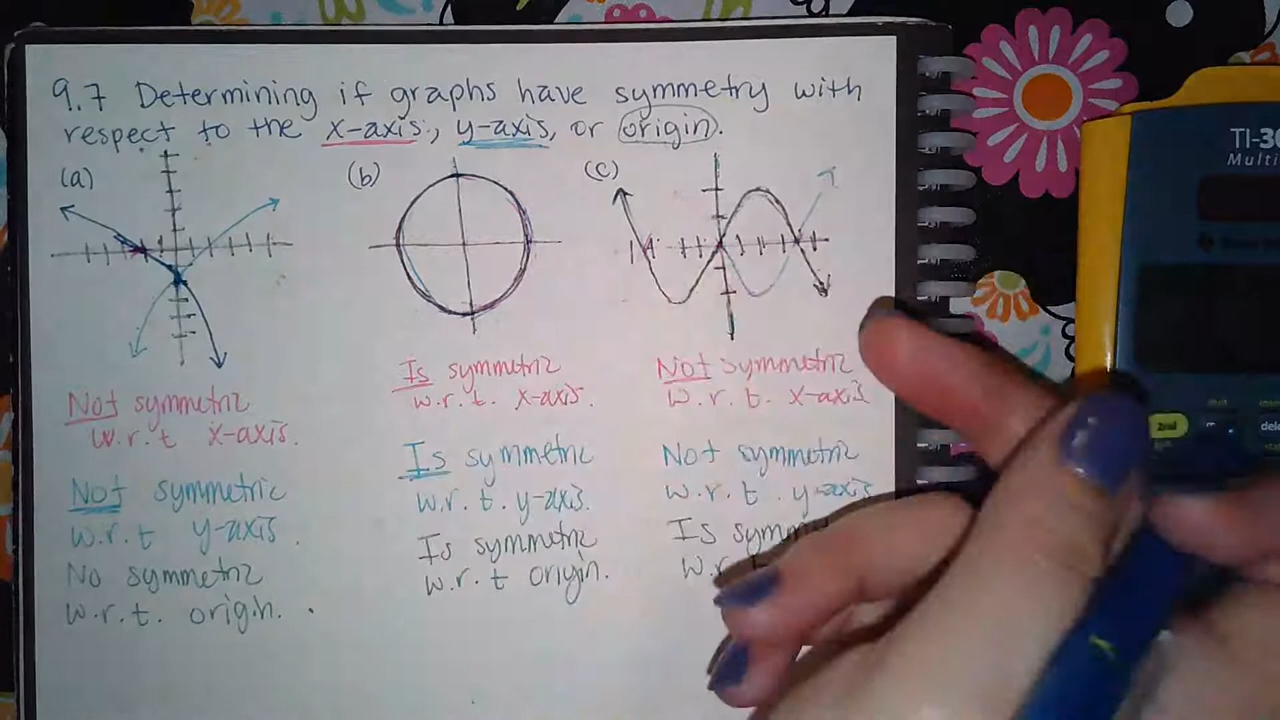 9.7 Determining if graphs have symmetry with
respect to the x-axis, y-axis, or origin.
(a)
(b)
(c)
Not symmetric
w.r.t x-axis.
Not symmetric
w.r.t y-axis.
No symmetric
w.r.t. origin.
Is symmetric
w.r.t. x-axis.
Is symmetric
w.r.t. y-axis.
Is symmetric
w.r.t origin.
Not symmetric
w.r.t. x-axis
Not symmetric
w.r.t. y-axis
Is
w.r.
TI-30
Multi
2nd